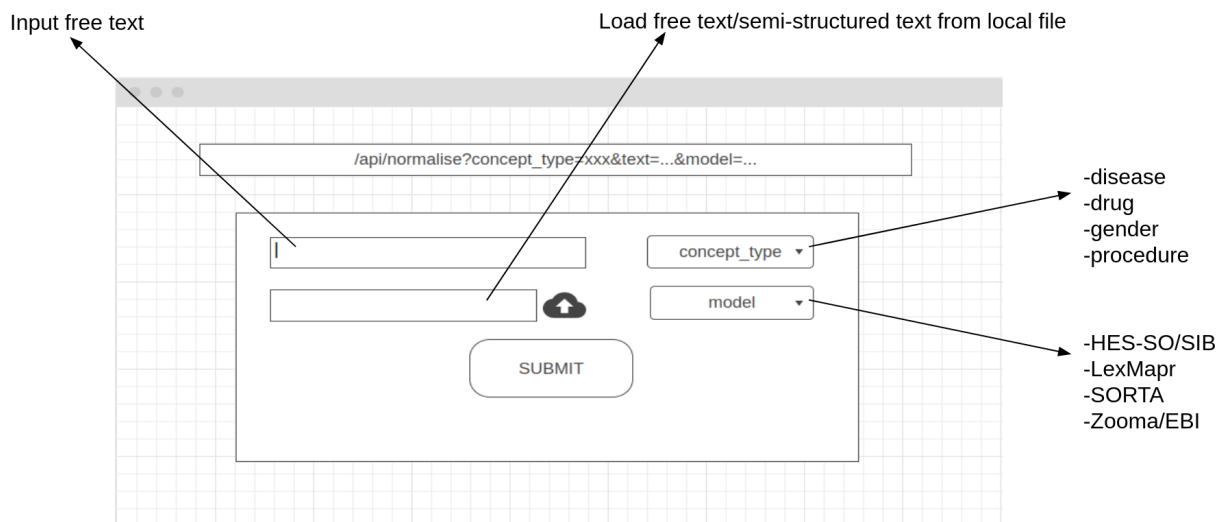 Input free text
Load free text/semi-structured text from local file
/api/normalise?concept_type=xxx&text=...&model=...
concept_type
-disease
-drug
-gender
-procedure
model
SUBMIT
-HES-SO/SIB
-LexMapr
-SORTA
-Zooma/EBI